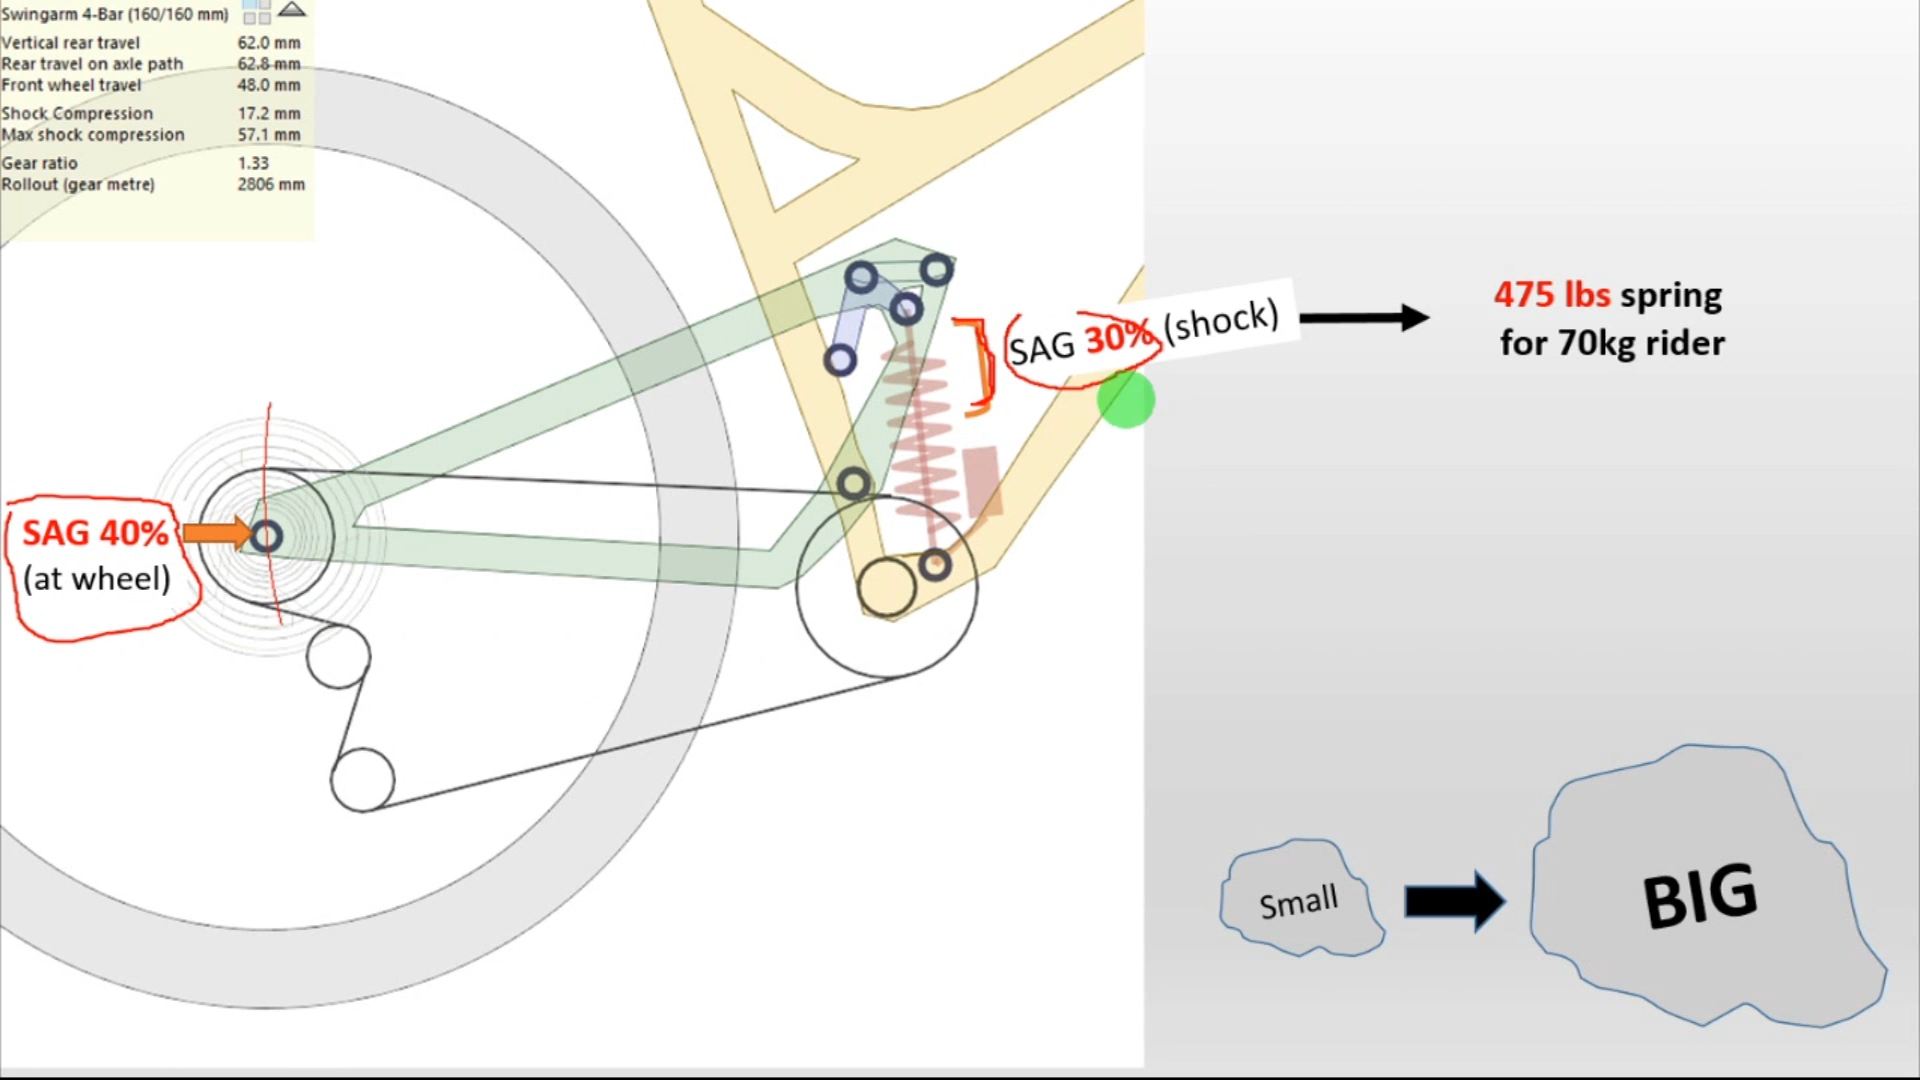 Swingarm 4-Bar (160/160 mm)
Vertical rear travel 62.0 mm
Rear travel on axle path 62.8 mm
Front wheel travel 48.0 mm
Shock Compression 17.2 mm
Max shock compression 57.1 mm
Gear ratio 1.33
Rollout (gear metre) 2806 mm
SAG 30% (shock)
475 lbs spring
for 70kg rider
SAG 40%
(at wheel)
Small
BIG